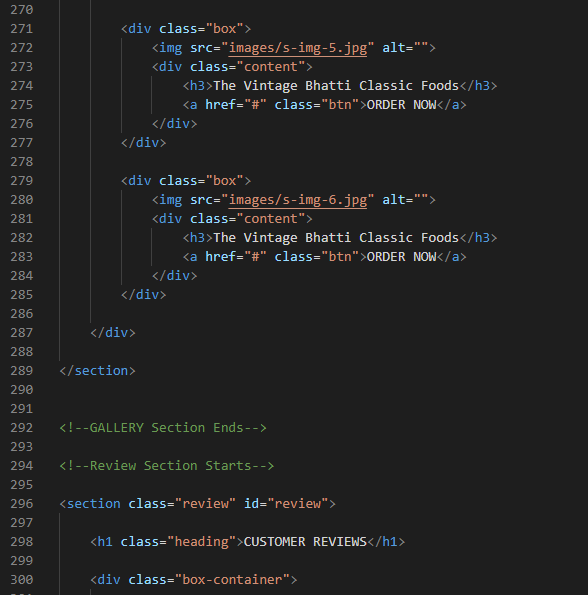 270
271 <div class="box">
272 <img src="images/s-img-5.jpg" alt="">
273 <div class="content">
274 <h3>The Vintage Bhatti Classic Foods</h3>
275 <a href="#" class="btn">ORDER NOW</a>
276 </div>
277 </div>
278
279 <div class="box">
280 <img src="images/s-img-6.jpg" alt="">
281 <div class="content">
282 <h3>The Vintage Bhatti Classic Foods</h3>
283 <a href="#" class="btn">ORDER NOW</a>
284 </div>
285 </div>
286
287 </div>
288
289 </section>
290
291
292 <!--GALLERY Section Ends-->
293
294 <!--Review Section Starts-->
295
296 <section class="review" id="review">
297
298 <h1 class="heading">CUSTOMER REVIEWS</h1>
299
300 <div class="box-container">